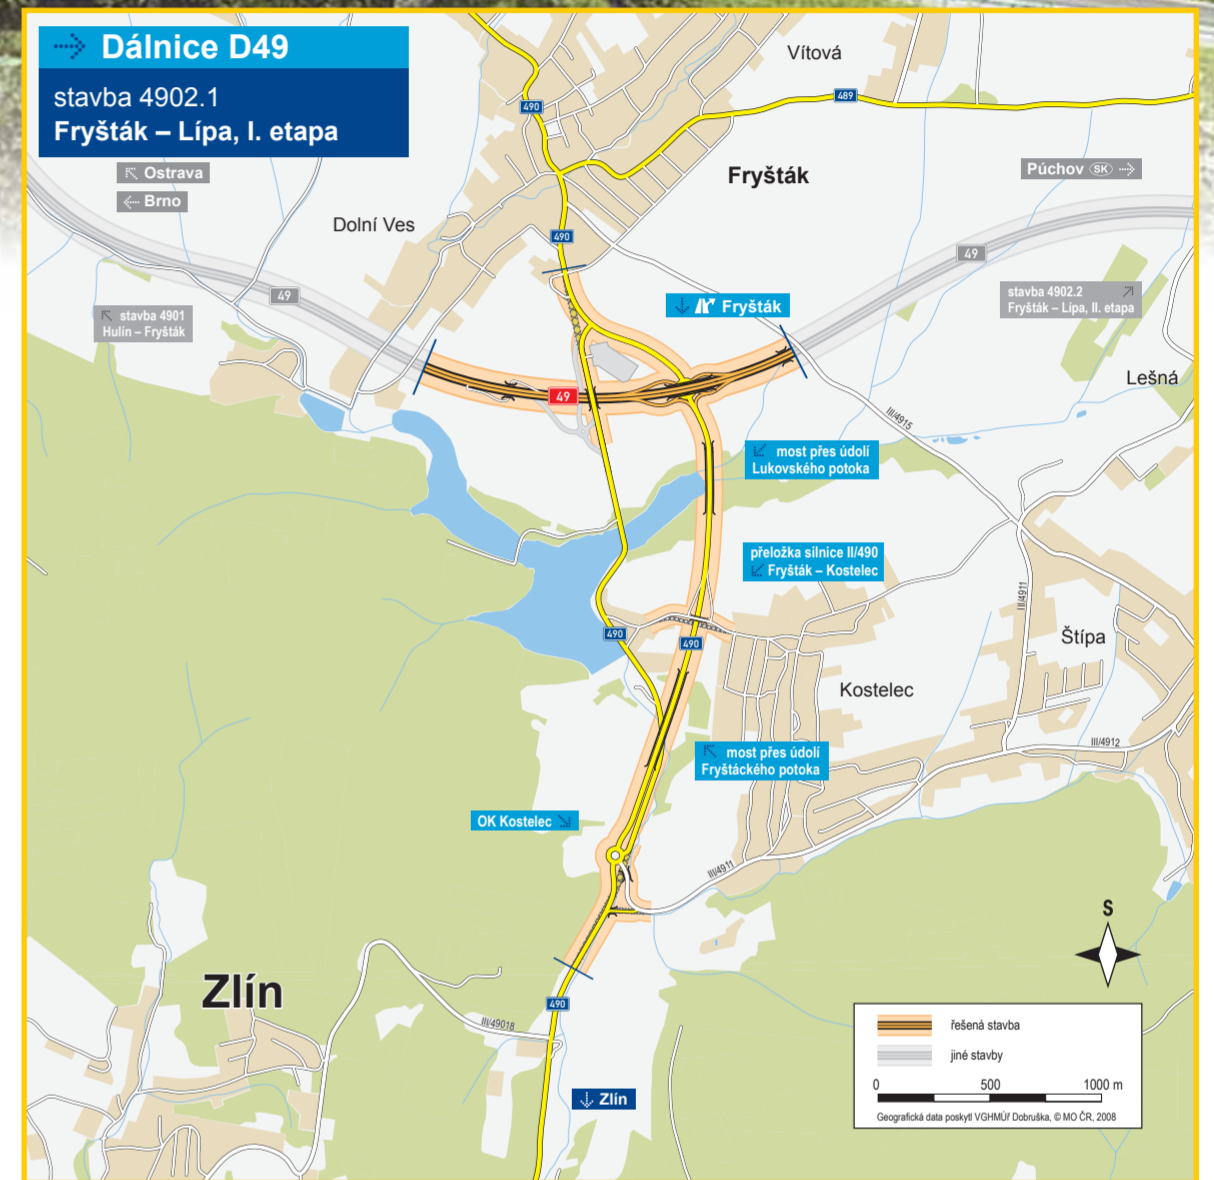 Dálnice D49
stavba 4902.1
Fryšták – Lípa, I. etapa
Vítová
490
489
Ostrava
Brno
Fryšták
Púchov SK
Dolní Ves
490
49
49
stavba 4901
Hulín – Fryšták
Fryšták
stavba 4902.2
Fryšták – Lípa, II. etapa
Lešná
49
III/4915
most přes údolí
Lukovského potoka
přeložka silnice II/490
Fryšták – Kostelec
III/4911
490
490
Štípa
Kostelec
III/4912
most přes údolí
Fryštáckého potoka
OK Kostelec
III/4911
S
Zlín
490
III/49018
Zlín
řešená stavba
jiné stavby
0 500 1000 m
Geografická data poskytl VGHMÚř Dobruška, © MO ČR, 2008